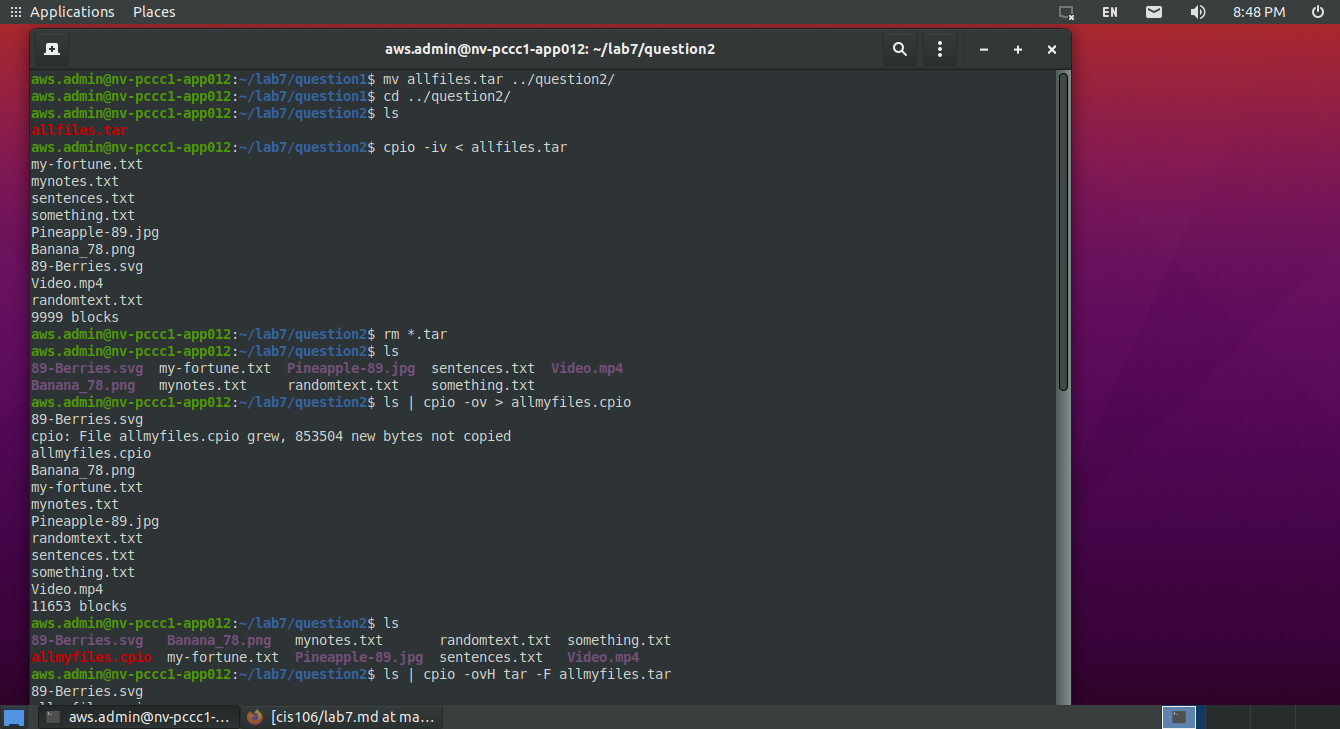 Applications Places EN 8:48 PM
aws.admin@nv-pccc1-app012: ~/lab7/question2
aws.admin@nv-pccc1-app012:~/lab7/question1$ mv allfiles.tar ../question2/
aws.admin@nv-pccc1-app012:~/lab7/question1$ cd ../question2/
aws.admin@nv-pccc1-app012:~/lab7/question2$ ls
allfiles.tar
aws.admin@nv-pccc1-app012:~/lab7/question2$ cpio -iv < allfiles.tar
my-fortune.txt
mynotes.txt
sentences.txt
something.txt
Pineapple-89.jpg
Banana_78.png
89-Berries.svg
Video.mp4
randomtext.txt
9999 blocks
aws.admin@nv-pccc1-app012:~/lab7/question2$ rm *.tar
aws.admin@nv-pccc1-app012:~/lab7/question2$ ls
89-Berries.svg my-fortune.txt Pineapple-89.jpg sentences.txt Video.mp4
Banana_78.png mynotes.txt randomtext.txt something.txt
aws.admin@nv-pccc1-app012:~/lab7/question2$ ls | cpio -ov > allmyfiles.cpio
89-Berries.svg
cpio: File allmyfiles.cpio grew, 853504 new bytes not copied
allmyfiles.cpio
Banana_78.png
my-fortune.txt
mynotes.txt
Pineapple-89.jpg
randomtext.txt
sentences.txt
something.txt
Video.mp4
11653 blocks
aws.admin@nv-pccc1-app012:~/lab7/question2$ ls
89-Berries.svg Banana_78.png mynotes.txt randomtext.txt something.txt
allmyfiles.cpio my-fortune.txt Pineapple-89.jpg sentences.txt Video.mp4
aws.admin@nv-pccc1-app012:~/lab7/question2$ ls | cpio -ovH tar -F allmyfiles.tar
89-Berries.svg
aws.admin@nv-pccc1-... [cis106/lab7.md at ma...